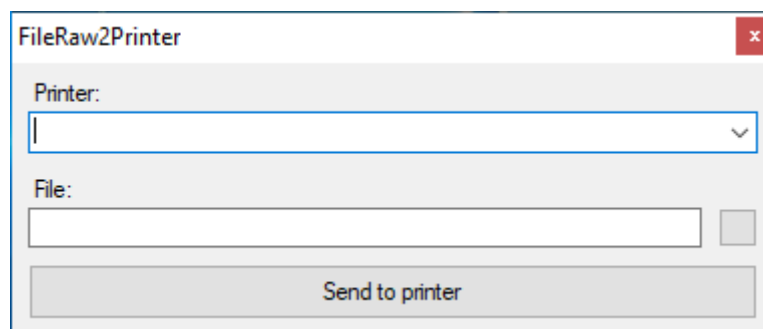 FileRaw2Printer
x
Printer:
File:
Send to printer